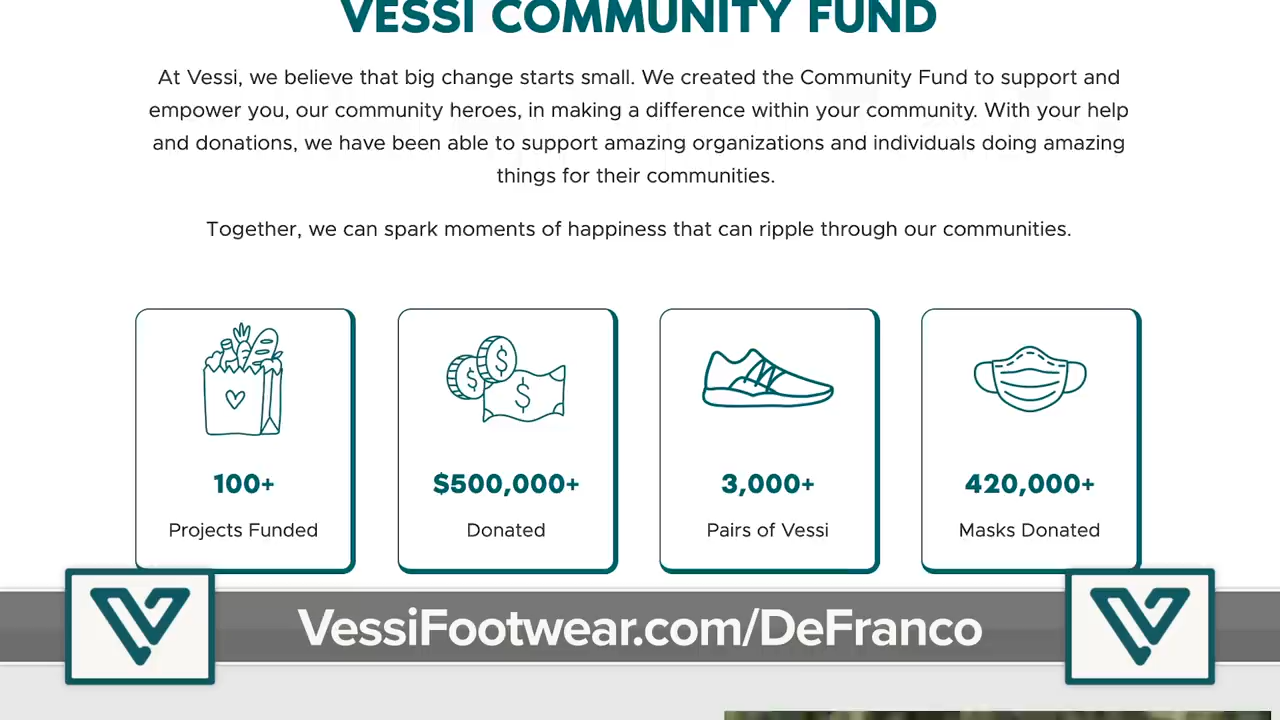 VESSI COMMUNITY FUND
At Vessi, we believe that big change starts small. We created the Community Fund to support and
empower you, our community heroes, in making a difference within your community. With your help
and donations, we have been able to support amazing organizations and individuals doing amazing
things for their communities.
Together, we can spark moments of happiness that can ripple through our communities.
100+
Projects Funded
$500,000+
Donated
3,000+
Pairs of Vessi
420,000+
Masks Donated
VessiFootwear.com/DeFranco